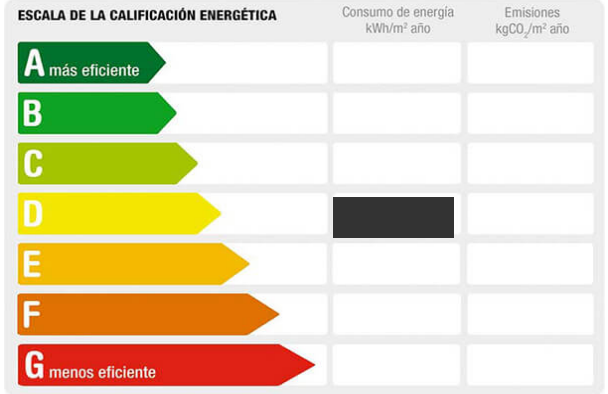 ESCALA DE LA CALIFICACIÓN ENERGÉTICA
Consumo de energía
kWh/m² año
Emisiones
kgCO₂/m² año
A más eficiente
B
C
D
E
F
G menos eficiente